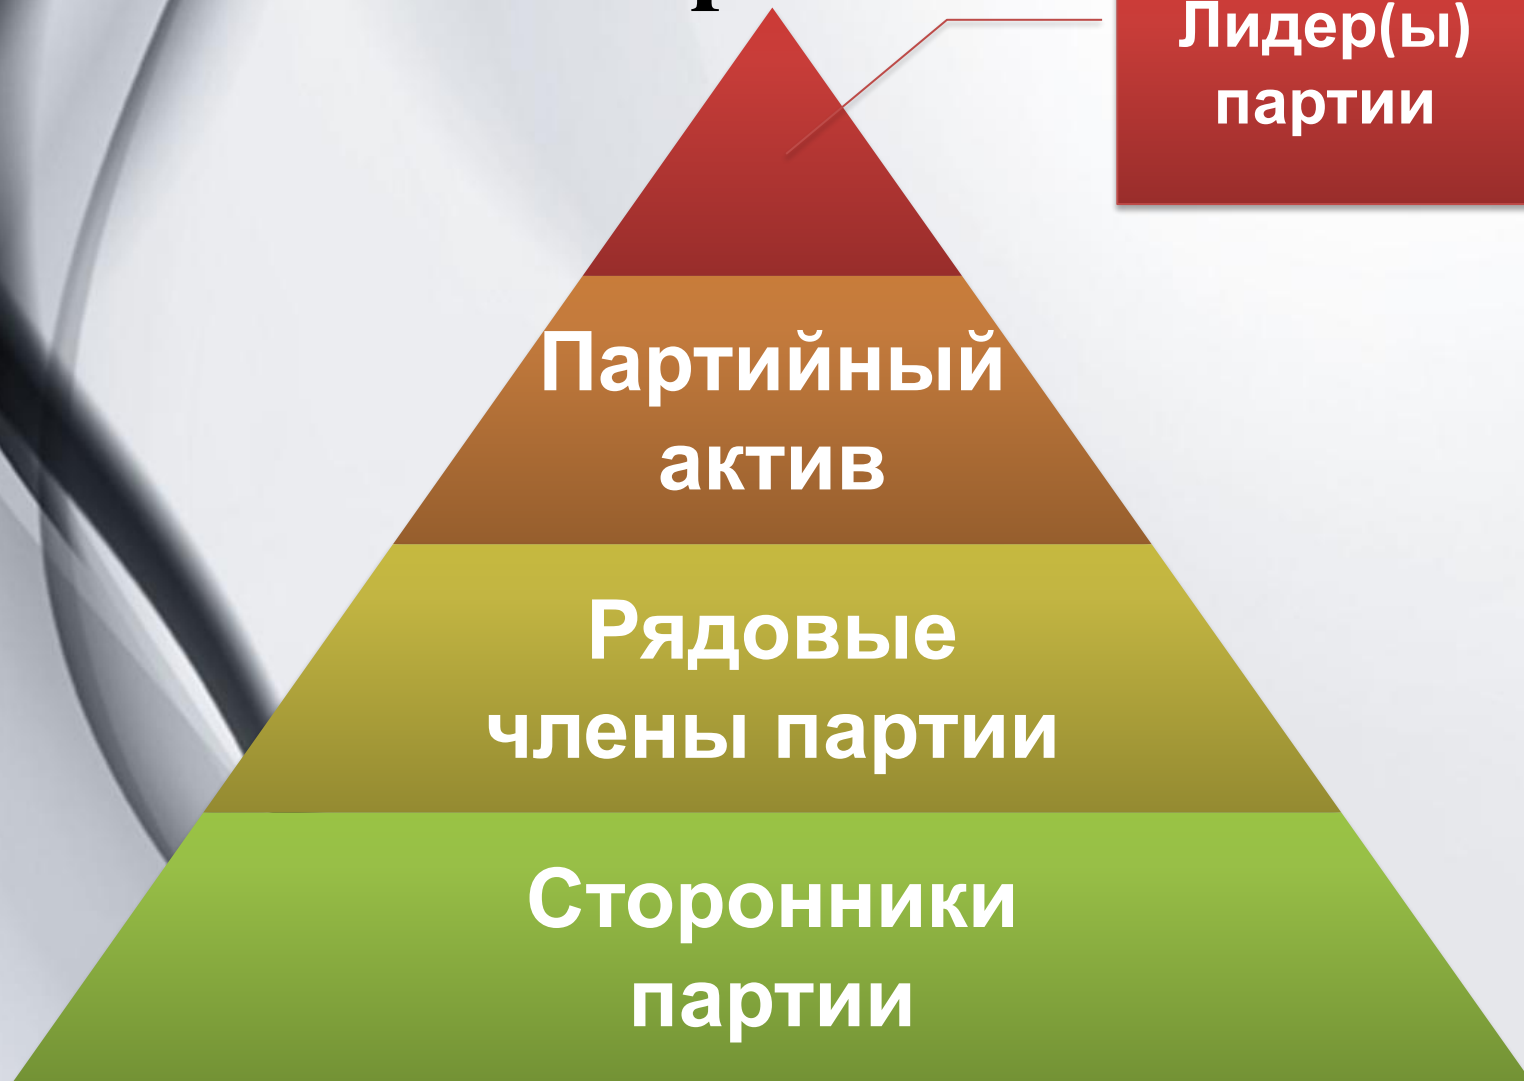 Лидер(ы)
партии
Партийный
актив
Рядовые
члены партии
Сторонники
партии